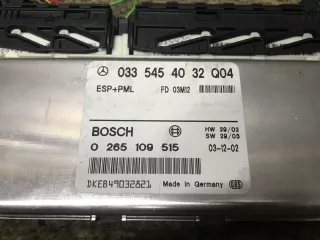 033 545 40 32 Q04
ESP+PML FD 03M12
BOSCH HW 29/02
SW 29/03
0 265 109 515 03-12-02
DKE849032821 Made in Germany